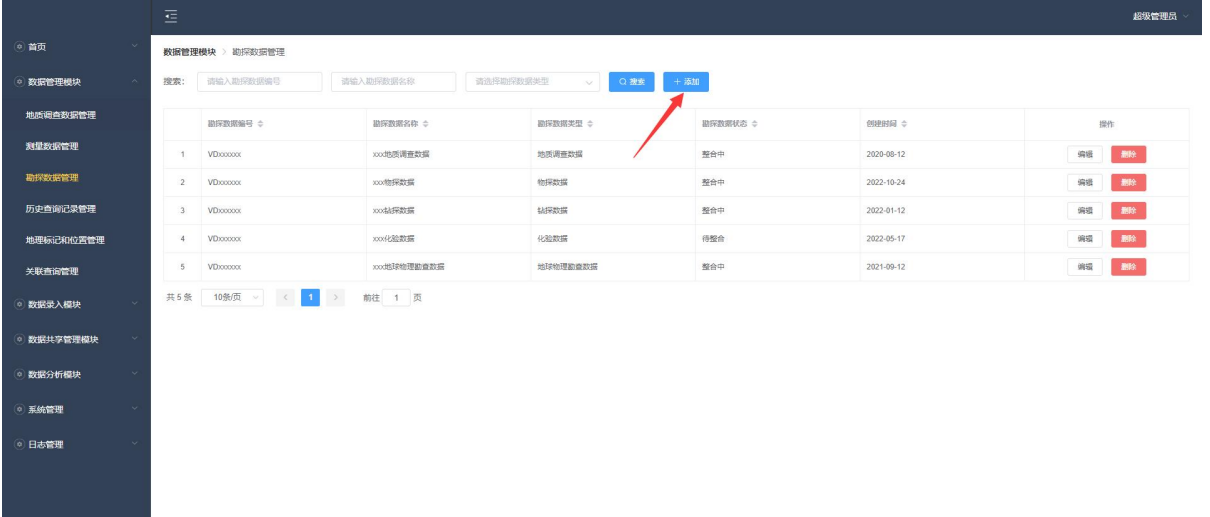 超级管理员
首页
数据管理模块
地质调查数据管理
测量数据管理
勘探数据管理
历史查询记录管理
地理标记和位置管理
关联查询管理
数据录入模块
数据共享管理模块
数据分析模块
系统管理
日志管理
数据管理模块 > 勘探数据管理
搜索: 请输入勘探数据编号 请输入勘探数据名称 请选择勘探数据类型 搜索 + 添加
勘探数据编号 勘探数据名称 勘探数据类型 勘探数据状态 创建时间 操作
1 VDxxxxxx xxx地质调查数据 地质调查数据 整合中 2020-08-12 编辑 删除
2 VDxxxxxx xxx物探数据 物探数据 整合中 2022-10-24 编辑 删除
3 VDxxxxxx xxx钻探数据 钻探数据 整合中 2022-01-12 编辑 删除
4 VDxxxxxx xxx化验数据 化验数据 待整合 2022-05-17 编辑 删除
5 VDxxxxxx xxx地球物理勘查数据 地球物理勘查数据 整合中 2021-09-12 编辑 删除
共 5 条 10条/页 < 1 > 前往 1 页